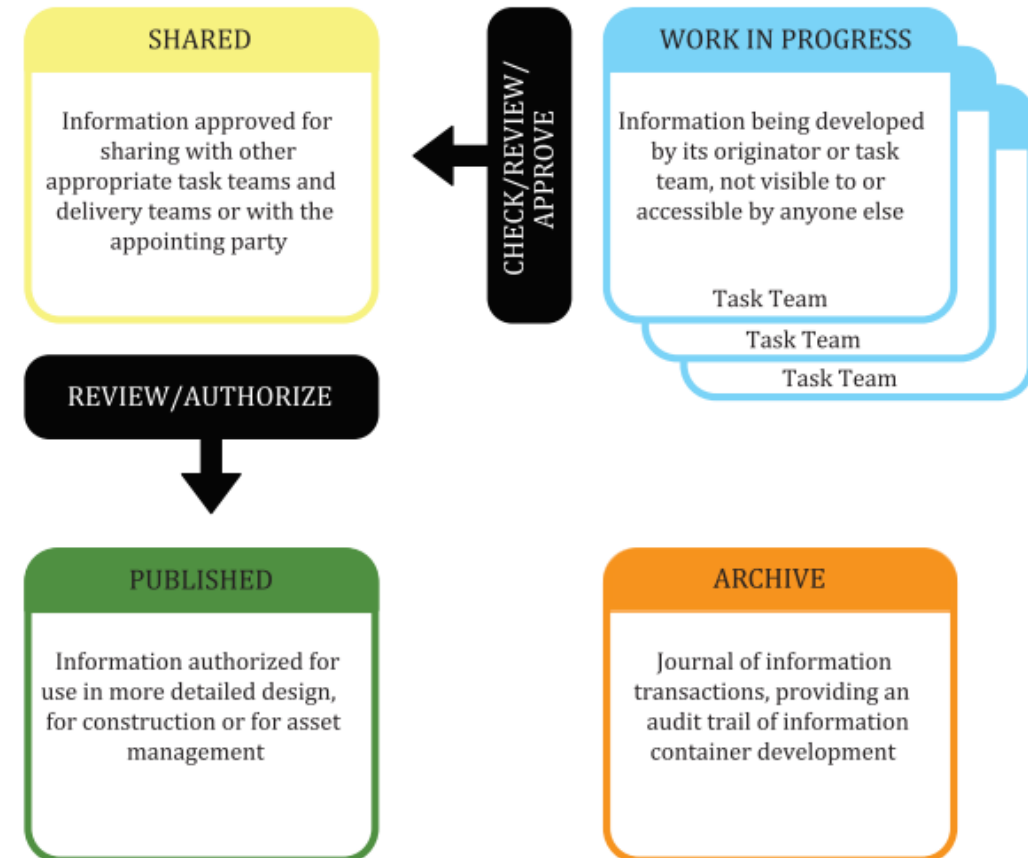 SHARED
Information approved for
sharing with other
appropriate task teams and
delivery teams or with the
appointing party
CHECK/REVIEW/
APPROVE
WORK IN PROGRESS
Information being developed
by its originator or task
team, not visible to or
accessible by anyone else
Task Team
Task Team
Task Team
REVIEW/AUTHORIZE
PUBLISHED
Information authorized for
use in more detailed design,
for construction or for asset
management
ARCHIVE
Journal of information
transactions, providing an
audit trail of information
container development